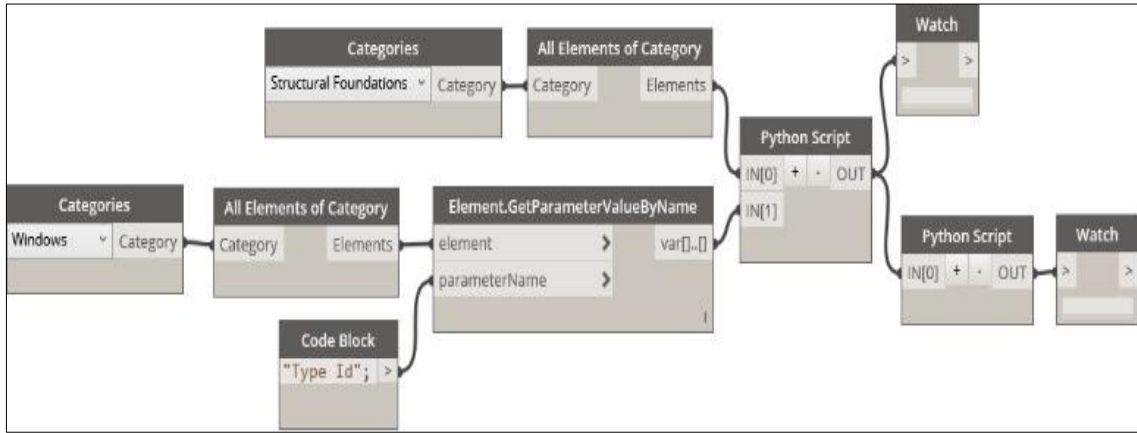 Watch
> >
Categories
Structural Foundations Category
All Elements of Category
Category Elements
Python Script
IN[0] + - OUT
IN[1]
Categories
Windows Category
All Elements of Category
Category Elements
Element.GetParameterValueByName
element > var[]..[]
parameterName >
l
Code Block
"Type Id"; >
Python Script
IN[0] + - OUT
Watch
> >